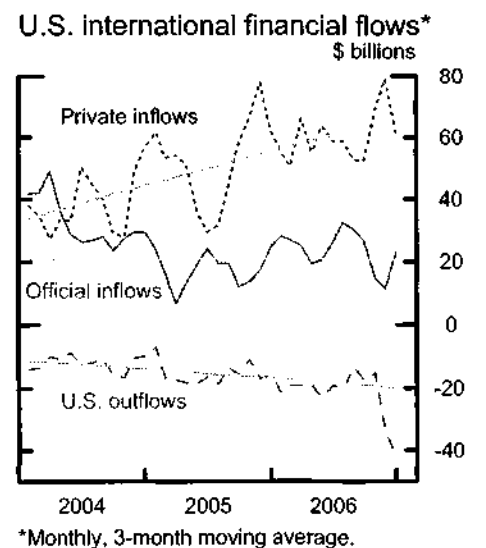 U.S. international financial flows*
$ billions
80
Private inflows
60
40
20
Official inflows
0
-20
U.S. outflows
-40
2004 2005 2006
*Monthly, 3-month moving average.